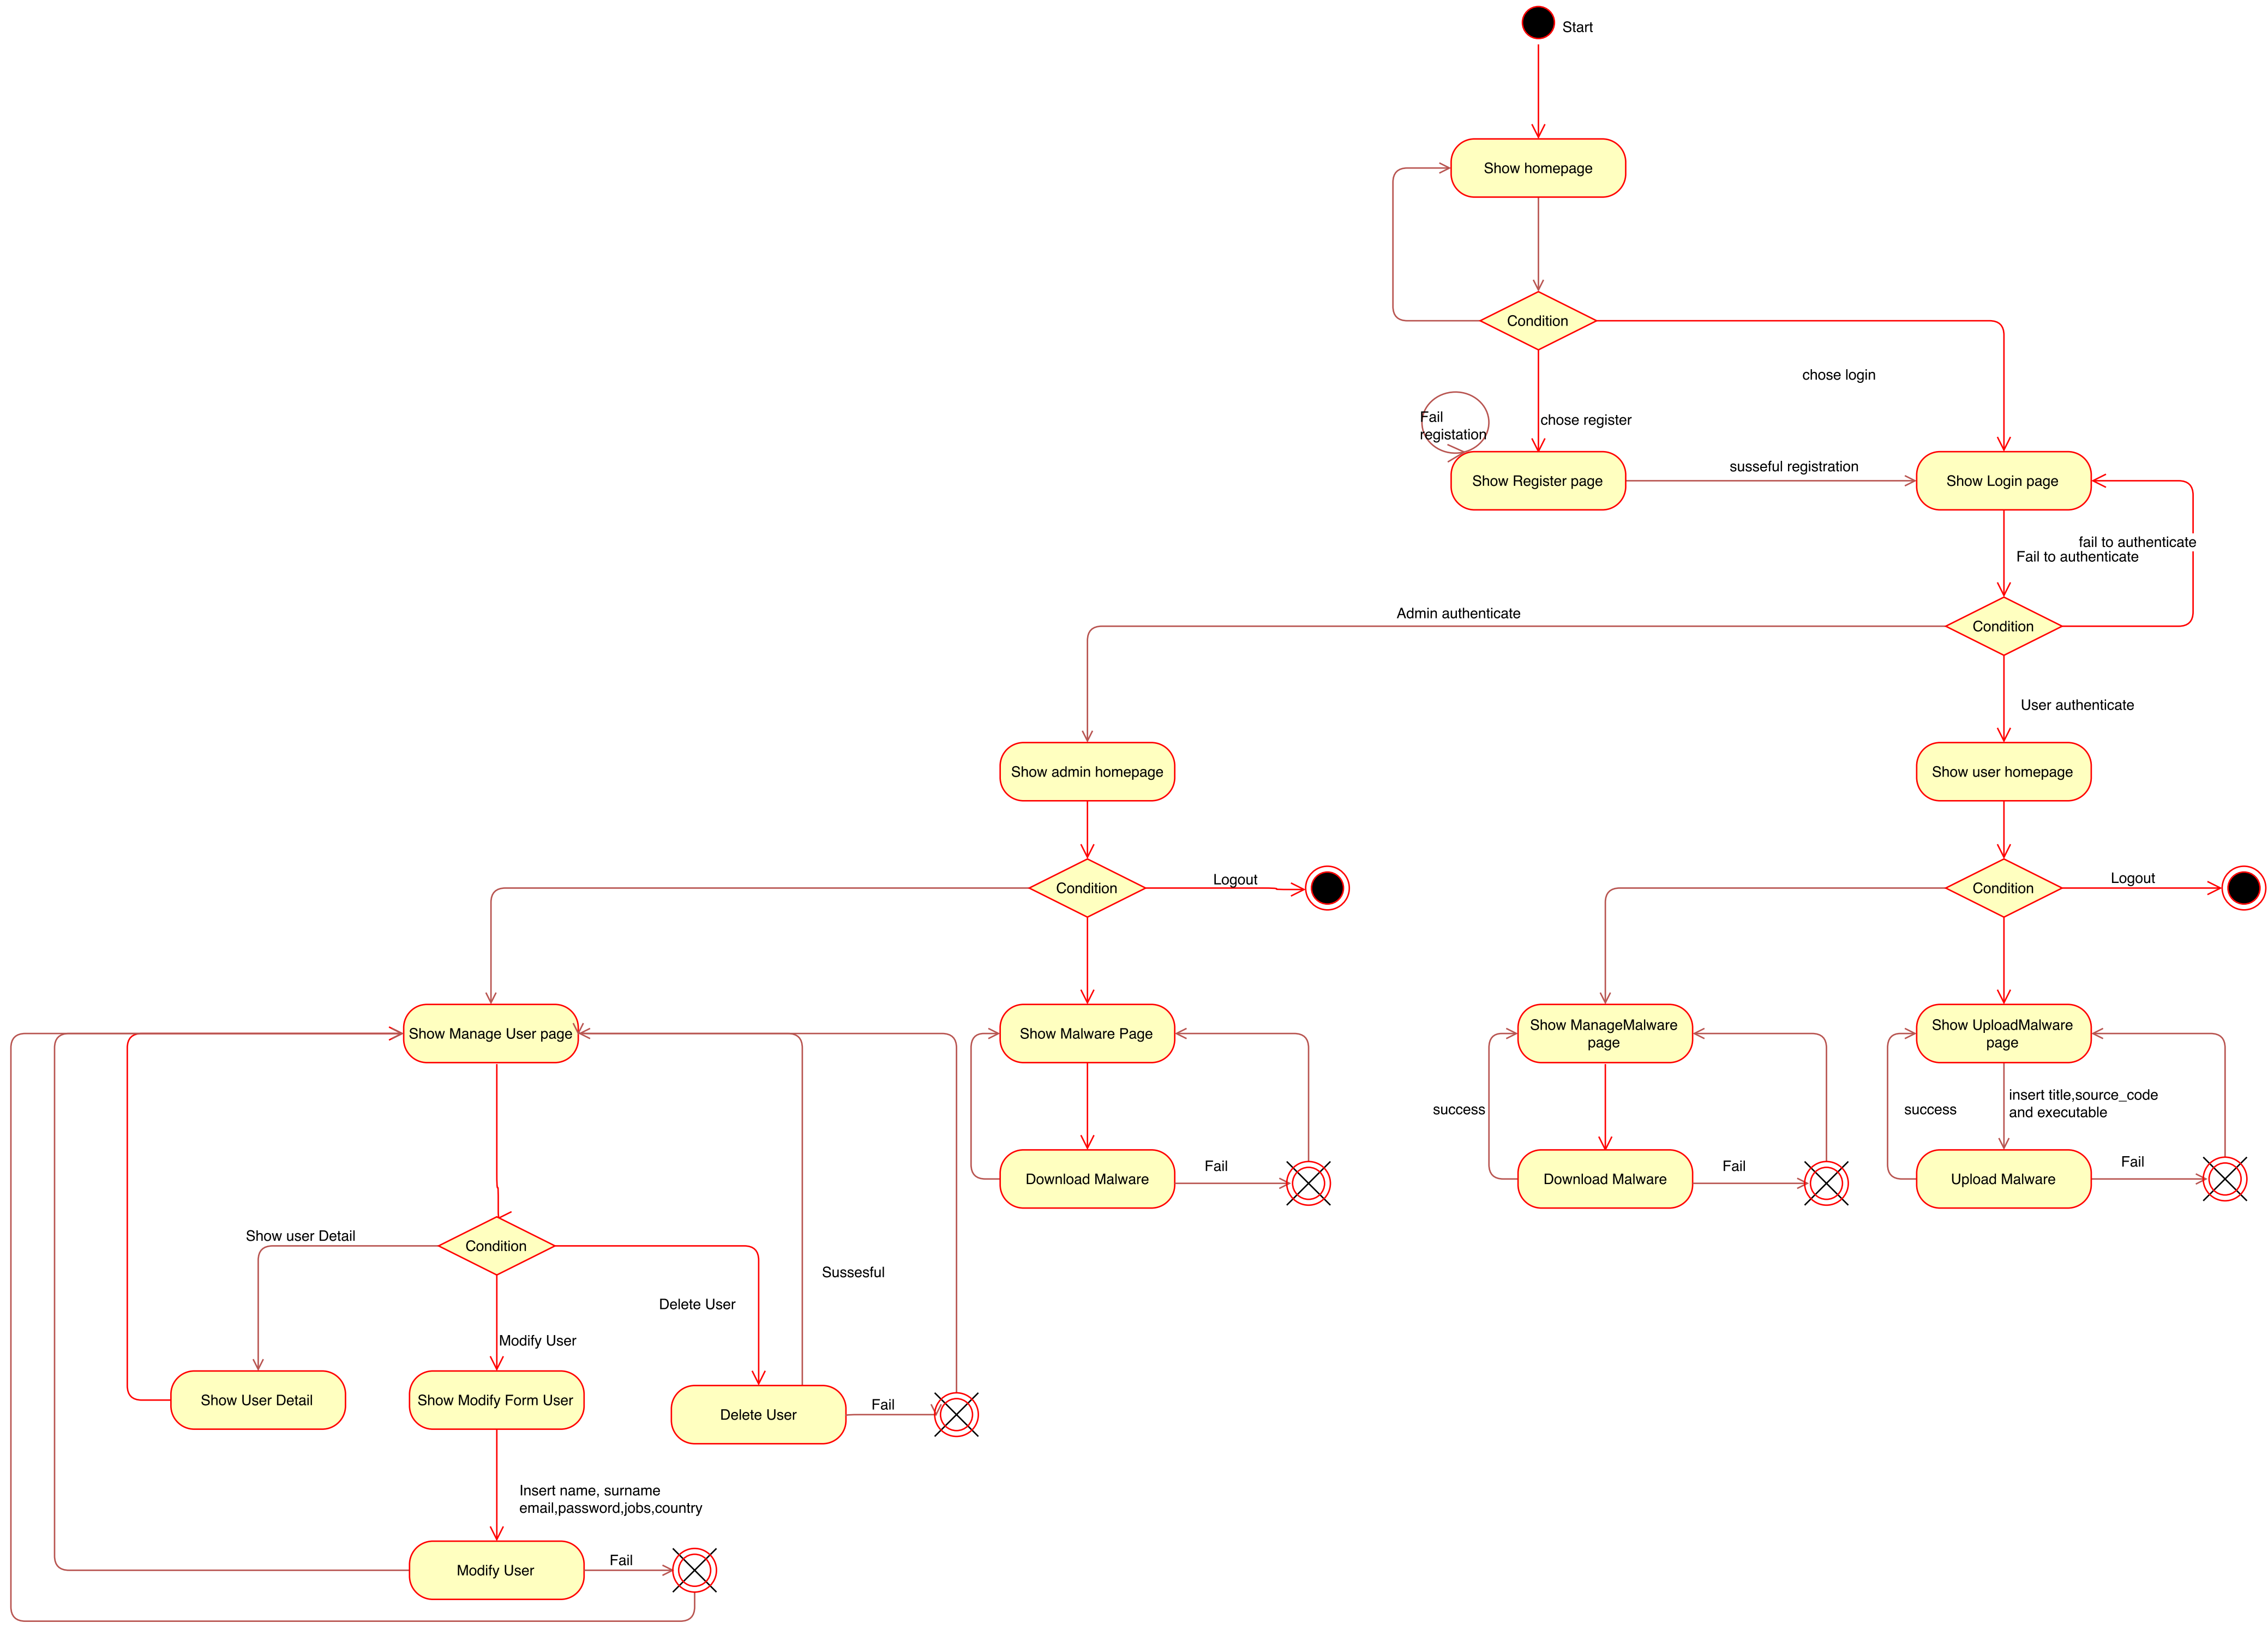 Start
Show homepage
Condition
chose login
Fail
registation
chose register
susseful registration
Show Register page
Show Login page
fail to authenticate
Fail to authenticate
Admin authenticate
Condition
User authenticate
Show admin homepage
Show user homepage
Condition
Logout
Condition
Logout
Show Manage User page
Show Malware Page
Show ManageMalware
page
Show UploadMalware
page
success
success
insert title,source_code
and executable
Download Malware
Fail
Download Malware
Fail
Upload Malware
Fail
Show user Detail
Condition
Sussesful
Delete User
Modify User
Show User Detail
Show Modify Form User
Delete User
Fail
Insert name, surname
email,password,jobs,country
Modify User
Fail